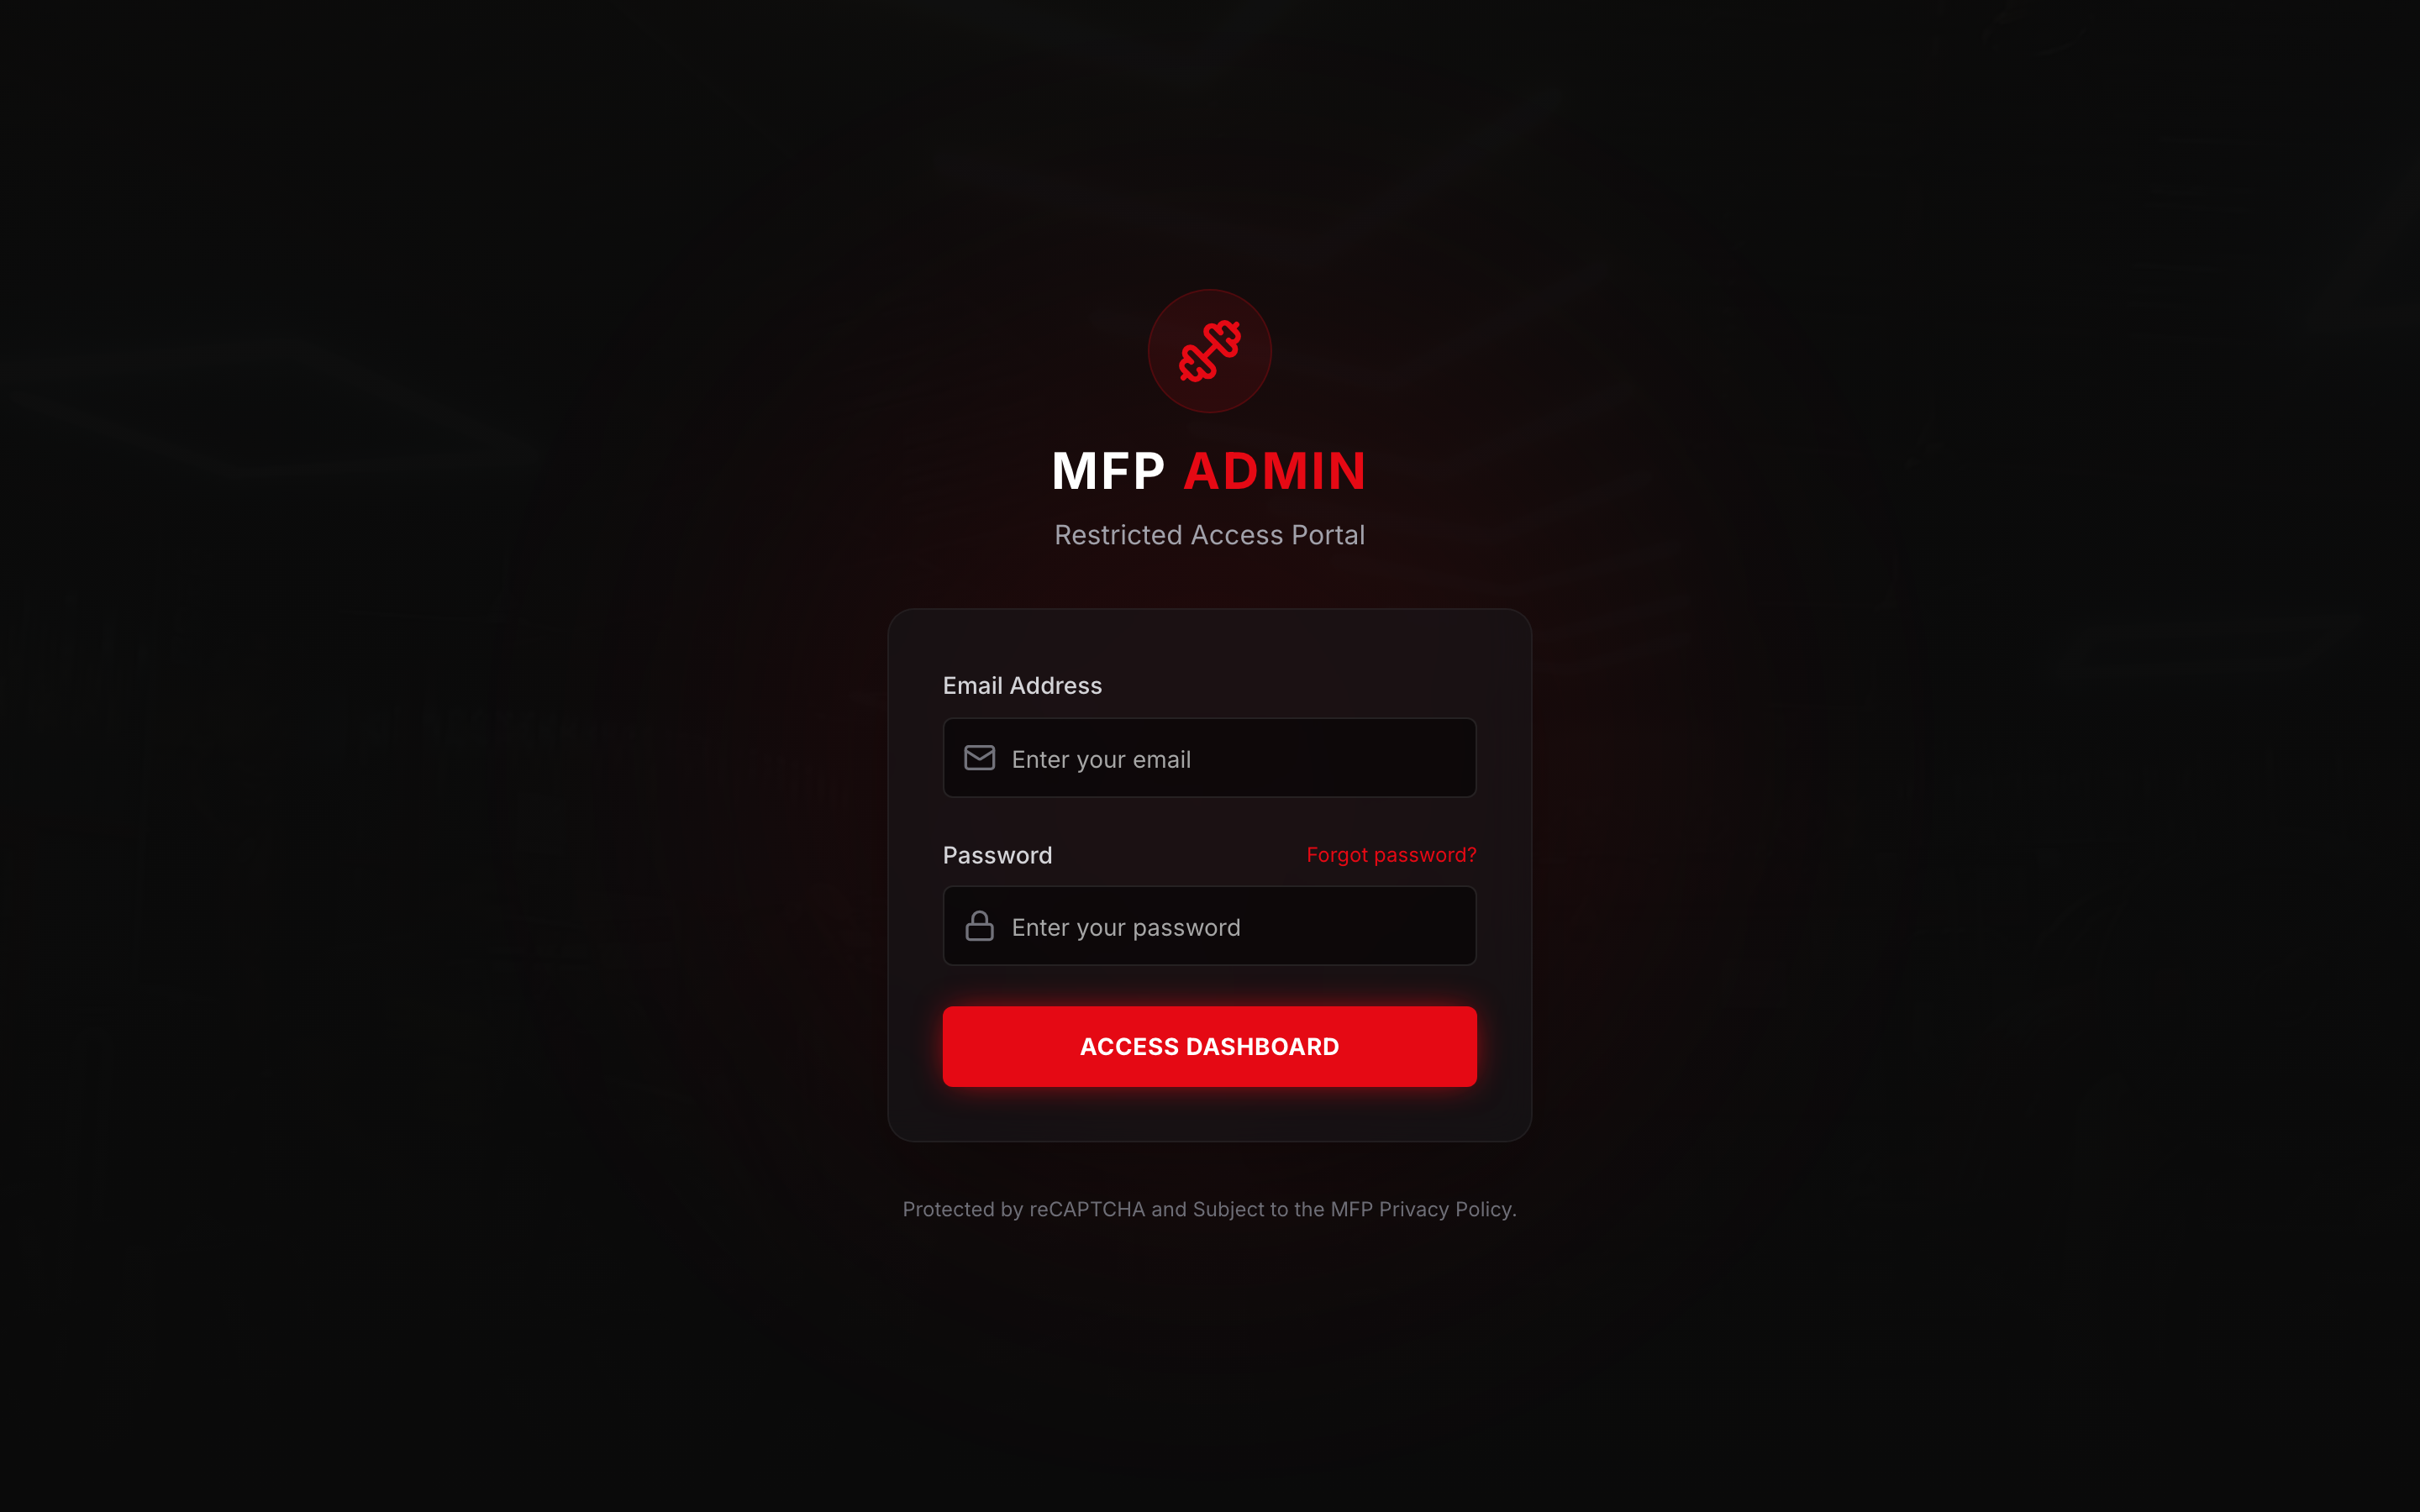 MFP ADMIN
Restricted Access Portal
Email Address
Enter your email
Password Forgot password?
Enter your password
ACCESS DASHBOARD
Protected by reCAPTCHA and Subject to the MFP Privacy Policy.